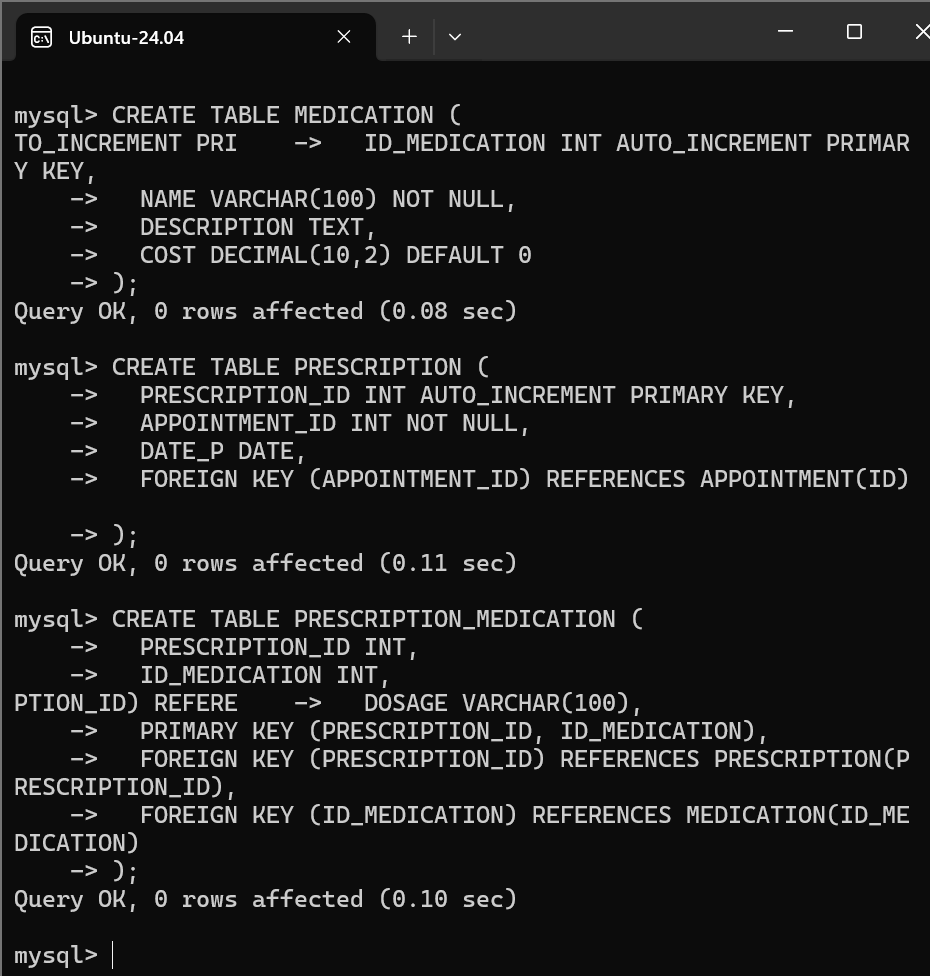 Ubuntu-24.04
mysql> CREATE TABLE MEDICATION (
TO_INCREMENT PRI    ->   ID_MEDICATION INT AUTO_INCREMENT PRIMAR
Y KEY,
    ->   NAME VARCHAR(100) NOT NULL,
    ->   DESCRIPTION TEXT,
    ->   COST DECIMAL(10,2) DEFAULT 0
    -> );
Query OK, 0 rows affected (0.08 sec)
mysql> CREATE TABLE PRESCRIPTION (
    ->   PRESCRIPTION_ID INT AUTO_INCREMENT PRIMARY KEY,
    ->   APPOINTMENT_ID INT NOT NULL,
    ->   DATE_P DATE,
    ->   FOREIGN KEY (APPOINTMENT_ID) REFERENCES APPOINTMENT(ID)
    -> );
Query OK, 0 rows affected (0.11 sec)
mysql> CREATE TABLE PRESCRIPTION_MEDICATION (
    ->   PRESCRIPTION_ID INT,
    ->   ID_MEDICATION INT,
PTION_ID) REFERE    ->   DOSAGE VARCHAR(100),
    ->   PRIMARY KEY (PRESCRIPTION_ID, ID_MEDICATION),
    ->   FOREIGN KEY (PRESCRIPTION_ID) REFERENCES PRESCRIPTION(P
RESCRIPTION_ID),
    ->   FOREIGN KEY (ID_MEDICATION) REFERENCES MEDICATION(ID_ME
DICATION)
    -> );
Query OK, 0 rows affected (0.10 sec)
mysql>